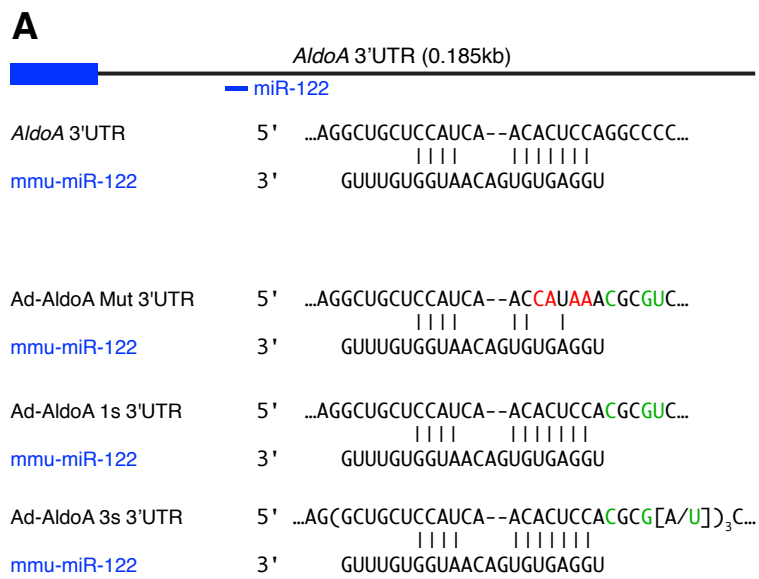 A
AldoA 3'UTR (0.185kb)
miR-122
AldoA 3'UTR 5' …AGGCUGCUCCAUCA--ACACUCCAGGCCCC…
mmu-miR-122 3' GUUUGUGGUAACAGUGUGAGGU
Ad-AldoA Mut 3'UTR 5' …AGGCUGCUCCAUCA--ACCAUAAACGCGUC…
mmu-miR-122 3' GUUUGUGGUAACAGUGUGAGGU
Ad-AldoA 1s 3'UTR 5' …AGGCUGCUCCAUCA--ACACUCCACGCGUC…
mmu-miR-122 3' GUUUGUGGUAACAGUGUGAGGU
Ad-AldoA 3s 3'UTR 5' …AG(GCUGCUCCAUCA--ACACUCCACGCG[A/U])₃C…
mmu-miR-122 3' GUUUGUGGUAACAGUGUGAGGU